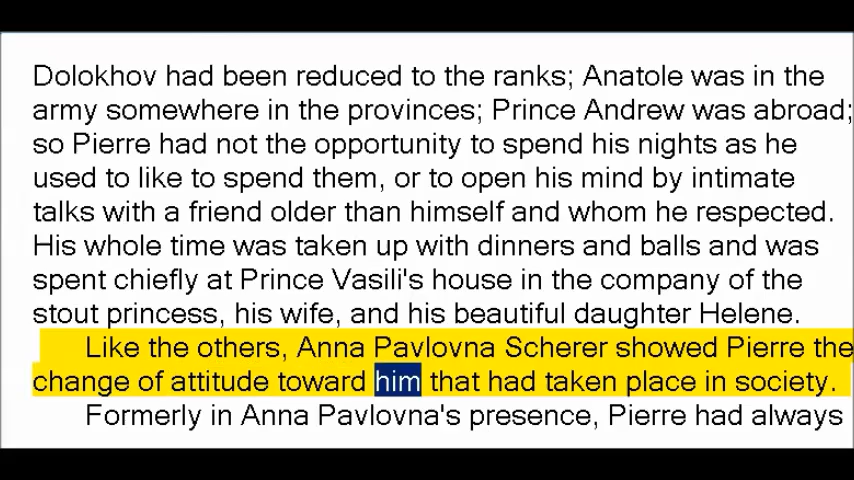 Dolokhov had been reduced to the ranks; Anatole was in the
army somewhere in the provinces; Prince Andrew was abroad;
so Pierre had not the opportunity to spend his nights as he
used to like to spend them, or to open his mind by intimate
talks with a friend older than himself and whom he respected.
His whole time was taken up with dinners and balls and was
spent chiefly at Prince Vasili's house in the company of the
stout princess, his wife, and his beautiful daughter Helene.
Like the others, Anna Pavlovna Scherer showed Pierre the
change of attitude toward him that had taken place in society.
Formerly in Anna Pavlovna's presence, Pierre had always